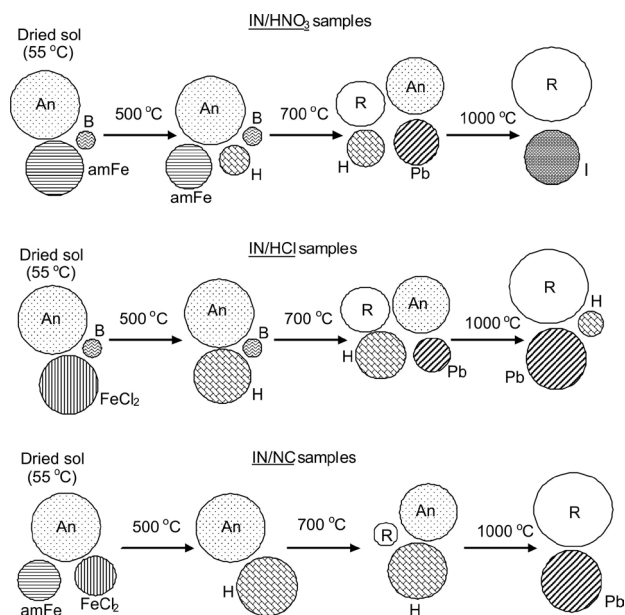 IN/HNO₃ samples
Dried sol
(55 °C)
An
B
amFe
500 °C
An
B
amFe
H
700 °C
R
An
H
Pb
1000 °C
R
I
IN/HCl samples
Dried sol
(55 °C)
An
B
FeCl₂
500 °C
An
B
H
700 °C
R
An
H
Pb
1000 °C
R
H
Pb
IN/NC samples
Dried sol
(55 °C)
An
amFe
FeCl₂
500 °C
An
H
700 °C
R
An
H
1000 °C
R
Pb